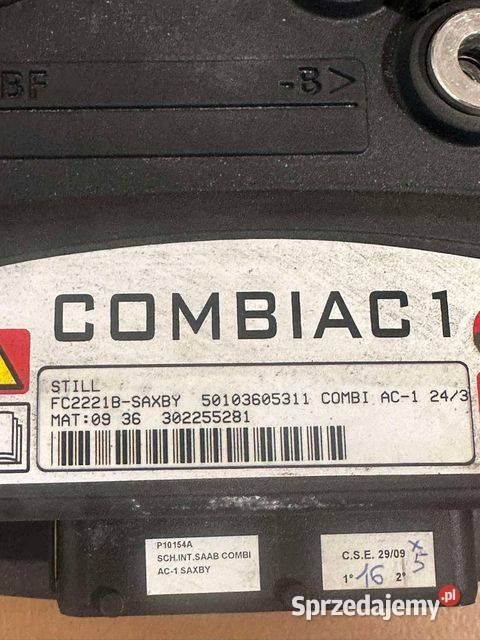 BF -B>
COMBIAC1
STILL
FC2221B-SAXBY 50103605311 COMBI AC-1 24/3
MAT:09 36 302255281
P10154A
SCH.INT.SAAB COMBI
AC-1 SAXBY
C.S.E. 29/09 x
1° 16 2° 5
Sprzedajemy.pl